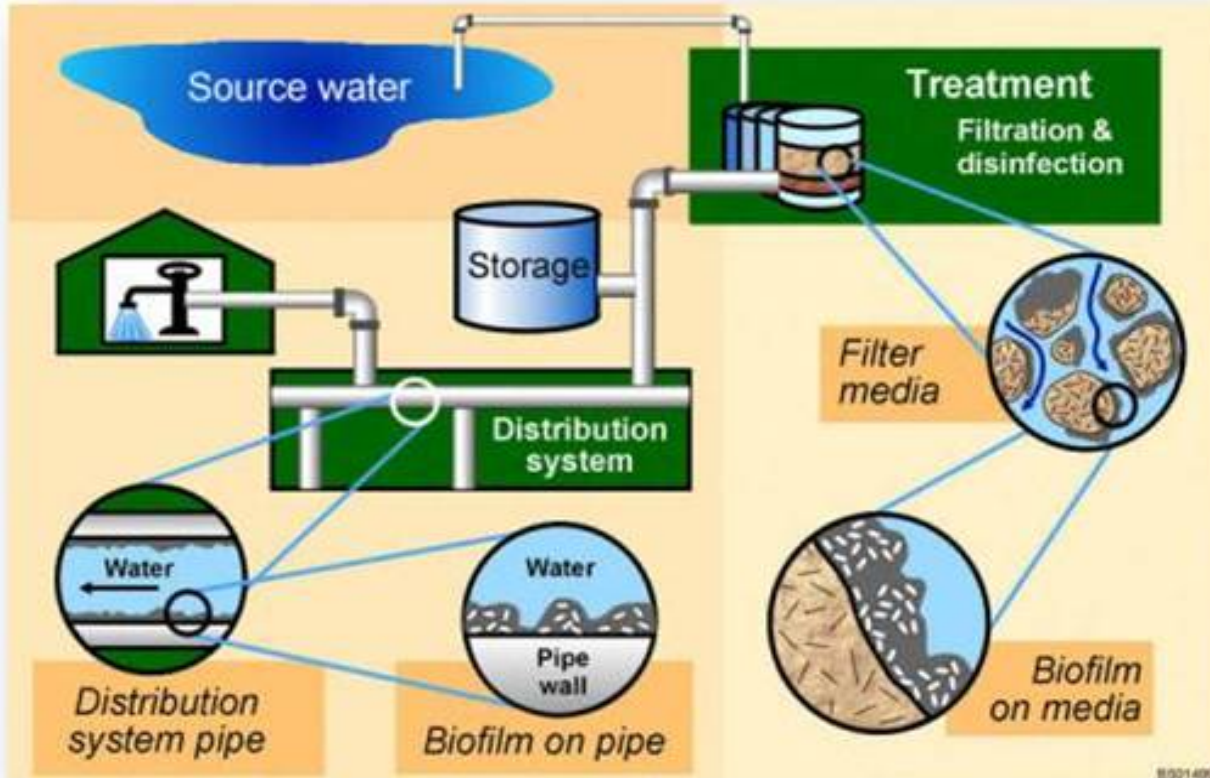 Source water
Treatment
Filtration &
disinfection
Storage
Filter
media
Distribution
system
Water
Water
Pipe
wall
Distribution
system pipe
Biofilm on pipe
Biofilm
on media